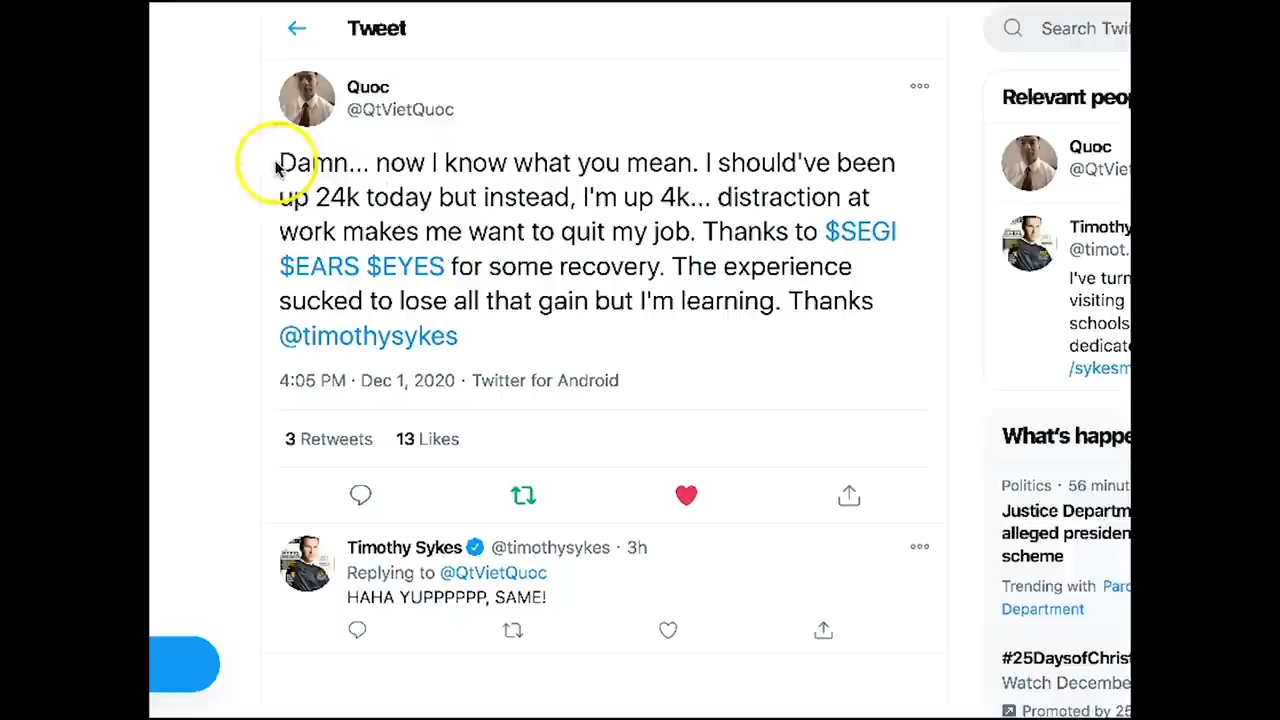 Tweet
Search Twi
Quoc
@QtVietQuoc
Damn... now I know what you mean. I should've been
up 24k today but instead, I'm up 4k... distraction at
work makes me want to quit my job. Thanks to $SEGI
$EARS $EYES for some recovery. The experience
sucked to lose all that gain but I'm learning. Thanks
@timothysykes
4:05 PM · Dec 1, 2020 · Twitter for Android
3 Retweets 13 Likes
Timothy Sykes @timothysykes · 3h
Replying to @QtVietQuoc
HAHA YUPPPPPP, SAME!
Relevant peo
Quoc
@QtVie
Timothy
@timot.
I've turn
visiting
schools
dedicate
/sykesm
What's happe
Politics · 56 minut
Justice Departm
alleged presiden
scheme
Trending with Parc
Department
#25DaysofChrist
Watch Decembe
Promoted by 25